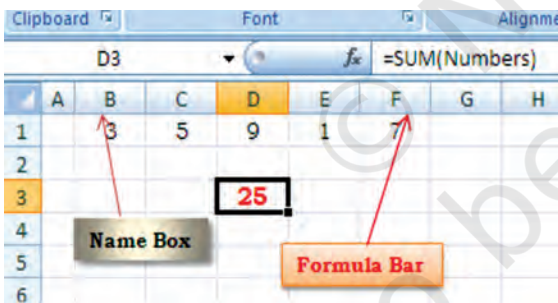 Clipboard Font Alignme
D3 fx =SUM(Numbers)
A B C D E F G H
1 3 5 9 1 7
2
3 25
4
Name Box
5 Formula Bar
6
©
be